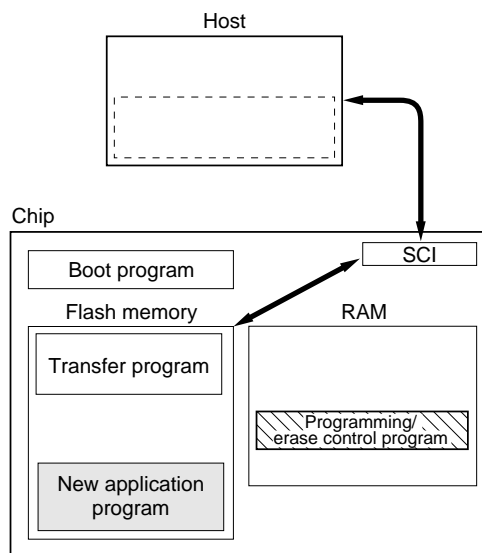 Host
Chip
SCI
Boot program
Flash memory
RAM
Transfer program
Programming/
erase control program
New application
program